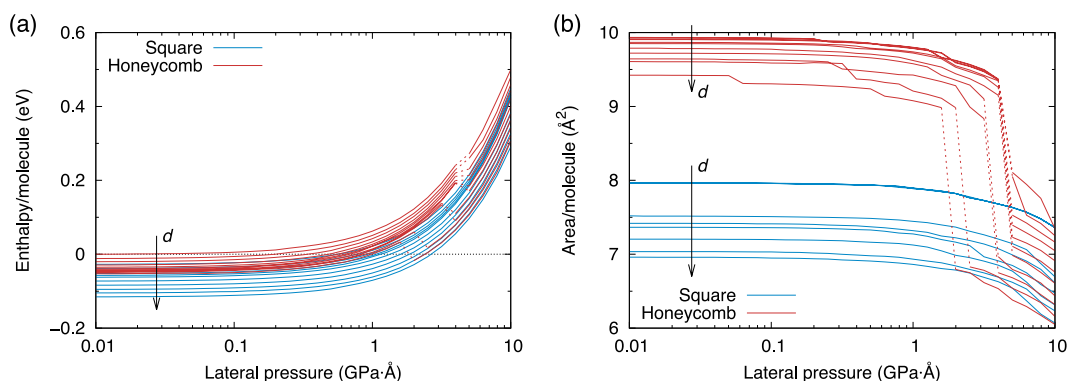 (a)
Enthalpy/molecule (eV)
0.6
0.4
0.2
0
−0.2
Square
Honeycomb
d
0.01
0.1
1
10
Lateral pressure (GPa·Å)
(b)
Area/molecule (Å²)
10
9
8
7
6
d
d
Square
Honeycomb
0.01
0.1
1
10
Lateral pressure (GPa·Å)